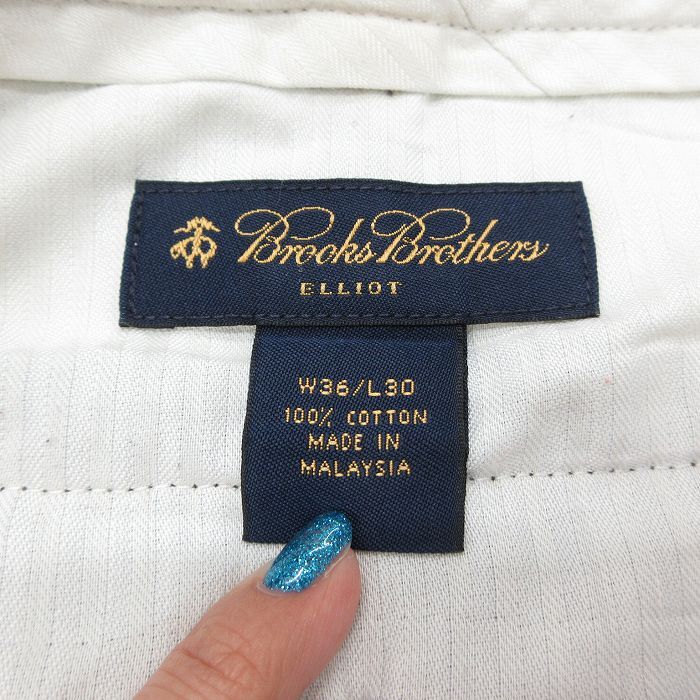 Brooks Brothers
ELLIOT
W36/L30
100% COTTON
MADE IN
MALAYSIA